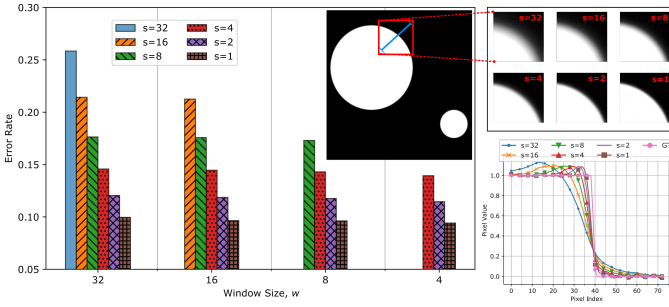 0.30
0.25
0.20
0.15
0.10
0.05
Error Rate
s=32
s=16
s=8
s=4
s=2
s=1
32
16
8
4
Window Size, w
s=32
s=16
s=8
s=4
s=2
s=1
s=32
s=16
s=8
s=4
s=2
s=1
GT
1.0
0.8
0.6
0.4
0.2
0.0
Pixel Value
0 10 20 30 40 50 60 70
Pixel Index